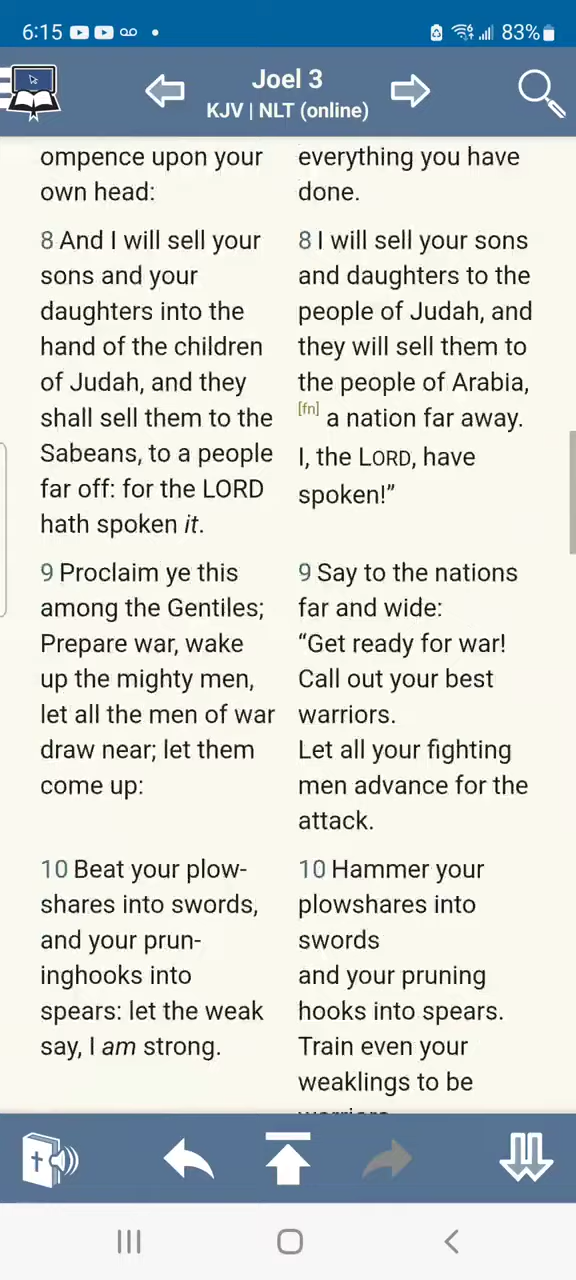 6:15
83%
Joel 3
KJV | NLT (online)
ompence upon your
own head:
8 And I will sell your
sons and your
daughters into the
hand of the children
of Judah, and they
shall sell them to the
Sabeans, to a people
far off: for the LORD
hath spoken it.
9 Proclaim ye this
among the Gentiles;
Prepare war, wake
up the mighty men,
let all the men of war
draw near; let them
come up:
10 Beat your plow-
shares into swords,
and your prun-
inghooks into
spears: let the weak
say, I am strong.
everything you have
done.
8 I will sell your sons
and daughters to the
people of Judah, and
they will sell them to
the people of Arabia,
[fn] a nation far away.
I, the LORD, have
spoken!”
9 Say to the nations
far and wide:
“Get ready for war!
Call out your best
warriors.
Let all your fighting
men advance for the
attack.
10 Hammer your
plowshares into
swords
and your pruning
hooks into spears.
Train even your
weaklings to be